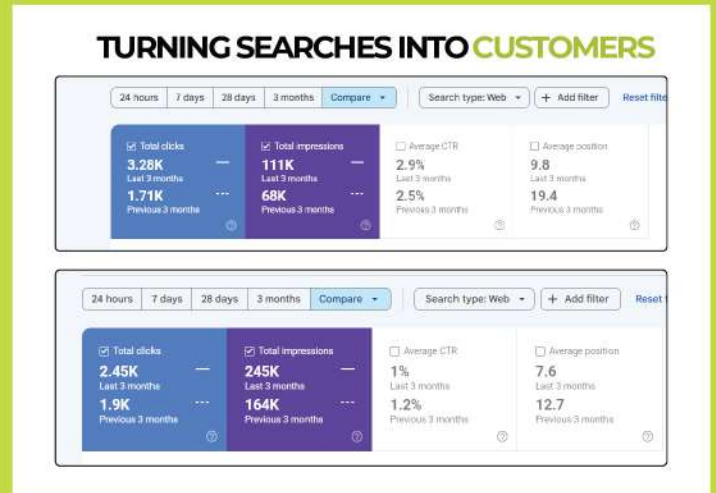 TURNING SEARCHES INTO CUSTOMERS
24 hours 7 days 28 days 3 months Compare Search type: Web + Add filter Reset filte
Total clicks Total impressions Average CTR Average position
3.28K 111K 2.9% 9.8
Last 3 months Last 3 months Last 3 months Last 3 months
1.71K 68K 2.5% 19.4
Previous 3 months Previous 3 months Previous 3 months Previous 3 months
24 hours 7 days 28 days 3 months Compare Search type: Web + Add filter Reset
Total clicks Total impressions Average CTR Average position
2.45K 245K 1% 7.6
Last 3 months Last 3 months Last 3 months Last 3 months
1.9K 164K 1.2% 12.7
Previous 3 months Previous 3 months Previous 3 months Previous 3 months